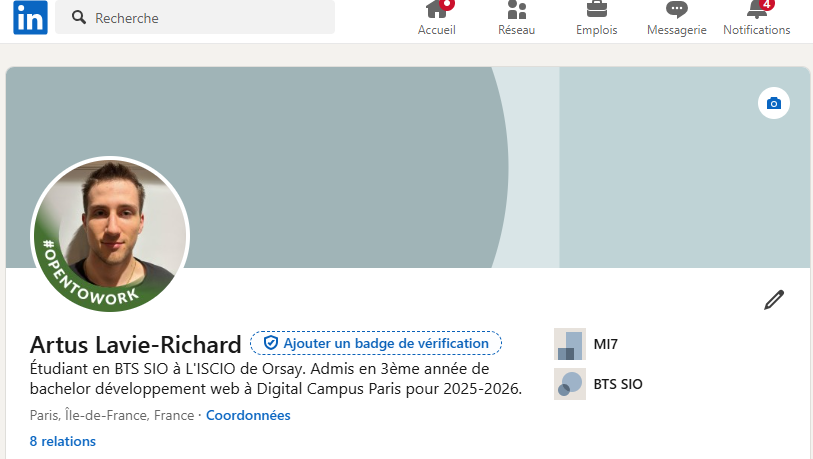 in
Recherche
Accueil
Réseau
Emplois
Messagerie
4
Notifications
#OPENTOWORK
Artus Lavie-Richard
Ajouter un badge de vérification
Étudiant en BTS SIO à L'ISCIO de Orsay. Admis en 3ème année de
bachelor développement web à Digital Campus Paris pour 2025-2026.
Paris, Île-de-France, France · Coordonnées
8 relations
MI7
BTS SIO